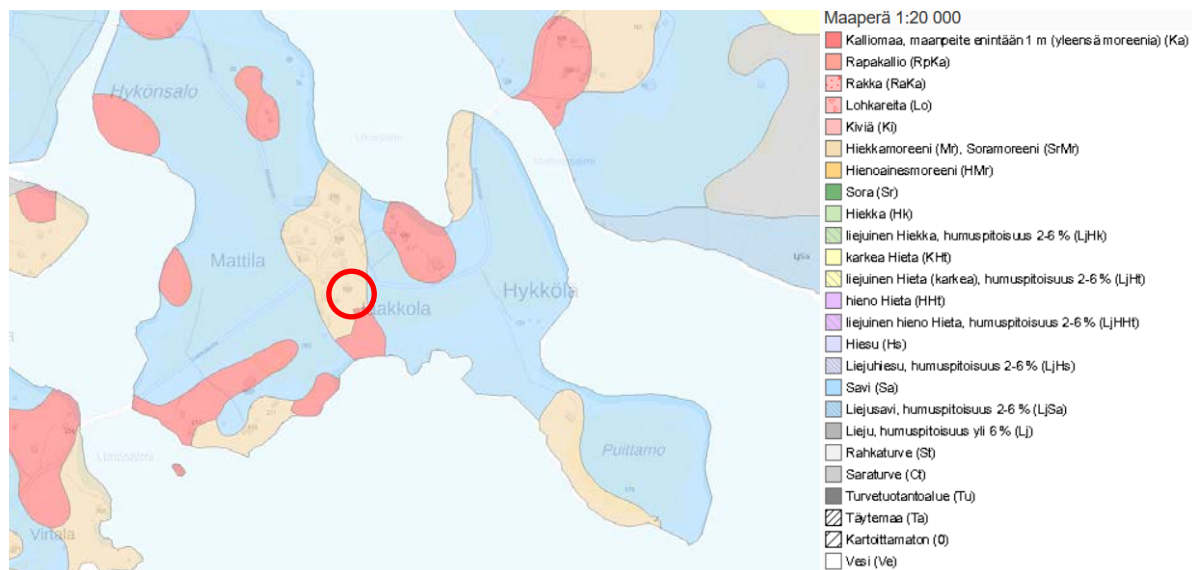 Hykönsalo
Mattila
Hykkölä
Puittamo
Virtala
Maaperä 1:20 000
Kalliomaa, maanpeite enintään 1 m (yleensä moreenia) (Ka)
Rapakallio (RpKa)
Rakka (RaKa)
Lohkareita (Lo)
Kiviä (Ki)
Hiekkamoreeni (Mr), Soramoreeni (SrMr)
Hienoainesmoreeni (HMr)
Sora (Sr)
Hiekka (Hk)
liejuinen Hiekka, humuspitoisuus 2-6 % (LjHk)
karkea Hieta (KHt)
liejuinen Hieta (karkea), humuspitoisuus 2-6 % (LjHt)
hieno Hieta (HHt)
liejuinen hieno Hieta, humuspitoisuus 2-6 % (LjHHt)
Hiesu (Hs)
Liejuhiesu, humuspitoisuus 2-6 % (LjHs)
Savi (Sa)
Liejusavi, humuspitoisuus 2-6 % (LjSa)
Lieju, humuspitoisuus yli 6 % (Lj)
Rahkaturve (St)
Saraturve (Ct)
Turvetuotantoalue (Tu)
Täytemaa (Ta)
Kartoittamaton (0)
Vesi (Ve)